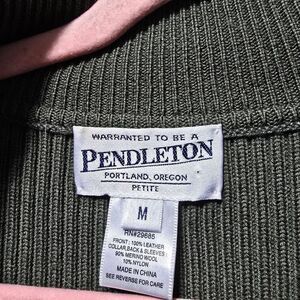 WARRANTED TO BE A
PENDLETON
PORTLAND, OREGON
PETITE
M
RN#29685
FRONT: 100% LEATHER
COLLAR,BACK & SLEEVES:
90% MERINO WOOL
10% NYLON
MADE IN CHINA
SEE REVERSE FOR CARE